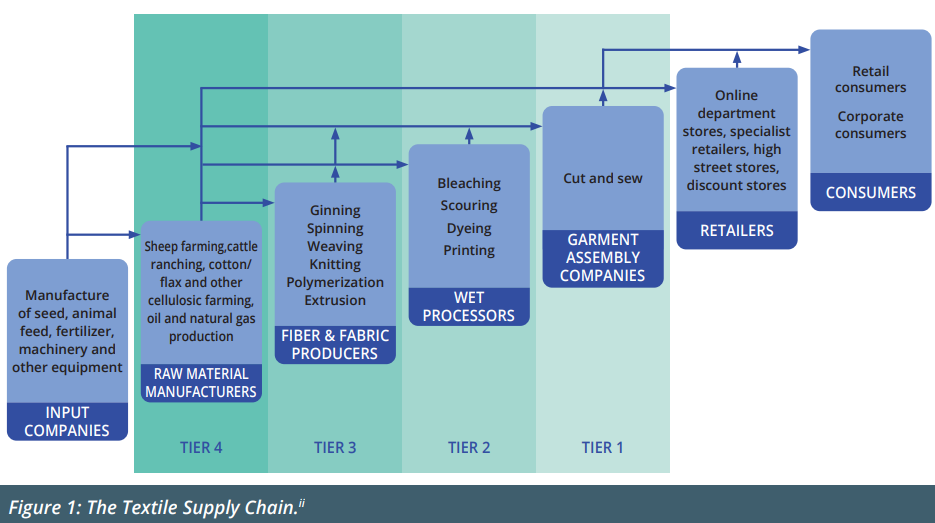 Manufacture
of seed, animal
feed, fertilizer,
machinery and
other equipment
INPUT
COMPANIES
Sheep farming,cattle
ranching, cotton/
flax and other
cellulosic farming,
oil and natural gas
production
RAW MATERIAL
MANUFACTURERS
TIER 4
Ginning
Spinning
Weaving
Knitting
Polymerization
Extrusion
FIBER & FABRIC
PRODUCERS
TIER 3
Bleaching
Scouring
Dyeing
Printing
WET
PROCESSORS
TIER 2
Cut and sew
GARMENT
ASSEMBLY
COMPANIES
TIER 1
Online
department
stores, specialist
retailers, high
street stores,
discount stores
RETAILERS
Retail
consumers
Corporate
consumers
CONSUMERS
Figure 1: The Textile Supply Chain.ii